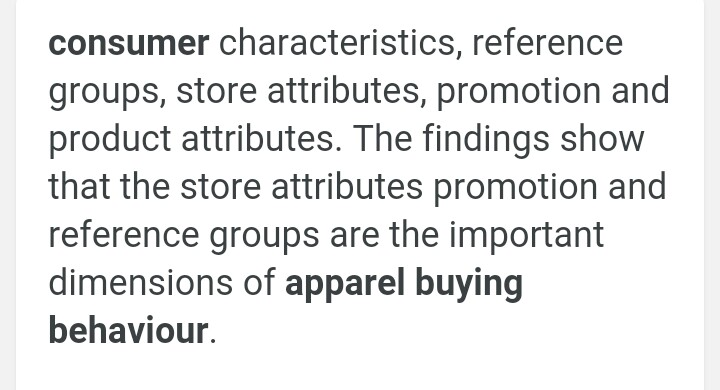 consumer characteristics, reference
groups, store attributes, promotion and
product attributes. The findings show
that the store attributes promotion and
reference groups are the important
dimensions of apparel buying
behaviour.